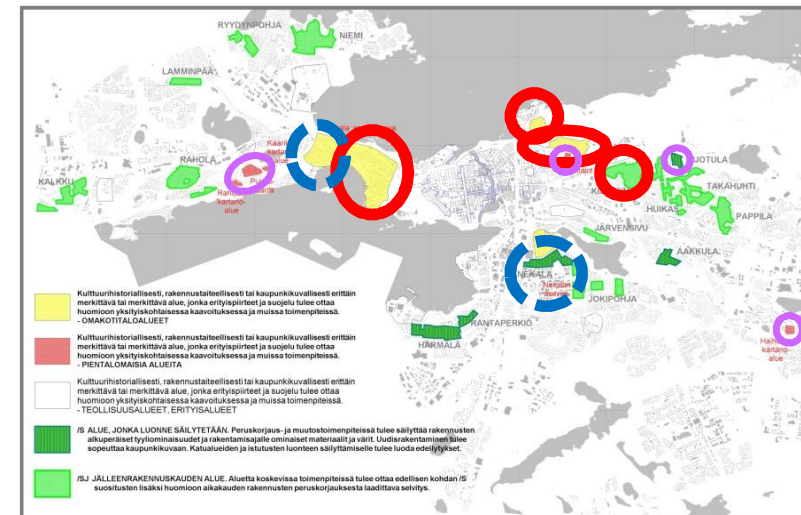 RYYDYNPOHJA
NIEMI
LAMMINPÄÄ
RAHOLA
KALKKU
kartano-
alue
TAKAHUHTI
HUIKAS
PAPPILA
JÄRVENSIVU
AAKKULA
NEKALA
JOKIPOHJA
RANTAPERKIÖ
HÄRMÄLÄ
kartano-
alue
Kulttuurihistoriallisesti, rakennustaiteellisesti tai kaupunkikuvallisesti erittäin
merkittävä tai merkittävä alue, jonka erityispiirteet ja suojelu tulee ottaa
huomioon yksityiskohtaisessa kaavoituksessa ja muissa toimenpiteissä.
- OMAKOTITALOALUEET
Kulttuurihistoriallisesti, rakennustaiteellisesti tai kaupunkikuvallisesti erittäin
merkittävä tai merkittävä alue, jonka erityispiirteet ja suojelu tulee ottaa
huomioon yksityiskohtaisessa kaavoituksessa ja muissa toimenpiteissä.
- PIENTALOMAISIA ALUEITA
Kulttuurihistoriallisesti, rakennustaiteellisesti tai kaupunkikuvallisesti erittäin
merkittävä tai merkittävä alue, jonka erityispiirteet ja suojelu tulee ottaa
huomioon yksityiskohtaisessa kaavoituksessa ja muissa toimenpiteissä.
- TEOLLISUUSALUEET, ERITYISALUEET
/S ALUE, JONKA LUONNE SÄILYTETÄÄN. Peruskorjaus- ja muutostoimenpiteissä tulee säilyttää rakennusten
alkuperäiset tyyliominaisuudet ja rakentamisajalle ominaiset materiaalit ja värit. Uudisrakentaminen tulee
sopeuttaa kaupunkikuvaan. Katualueiden ja istutusten luonteen säilyttämiselle tulee luoda edellytykset.
/SJ JÄLLEENRAKENNUSKAUDEN ALUE. Aluetta koskevissa toimenpiteissä tulee ottaa edellisen kohdan /S
suositusten lisäksi huomioon aikakauden rakennusten peruskorjauksesta laadittava selvitys.